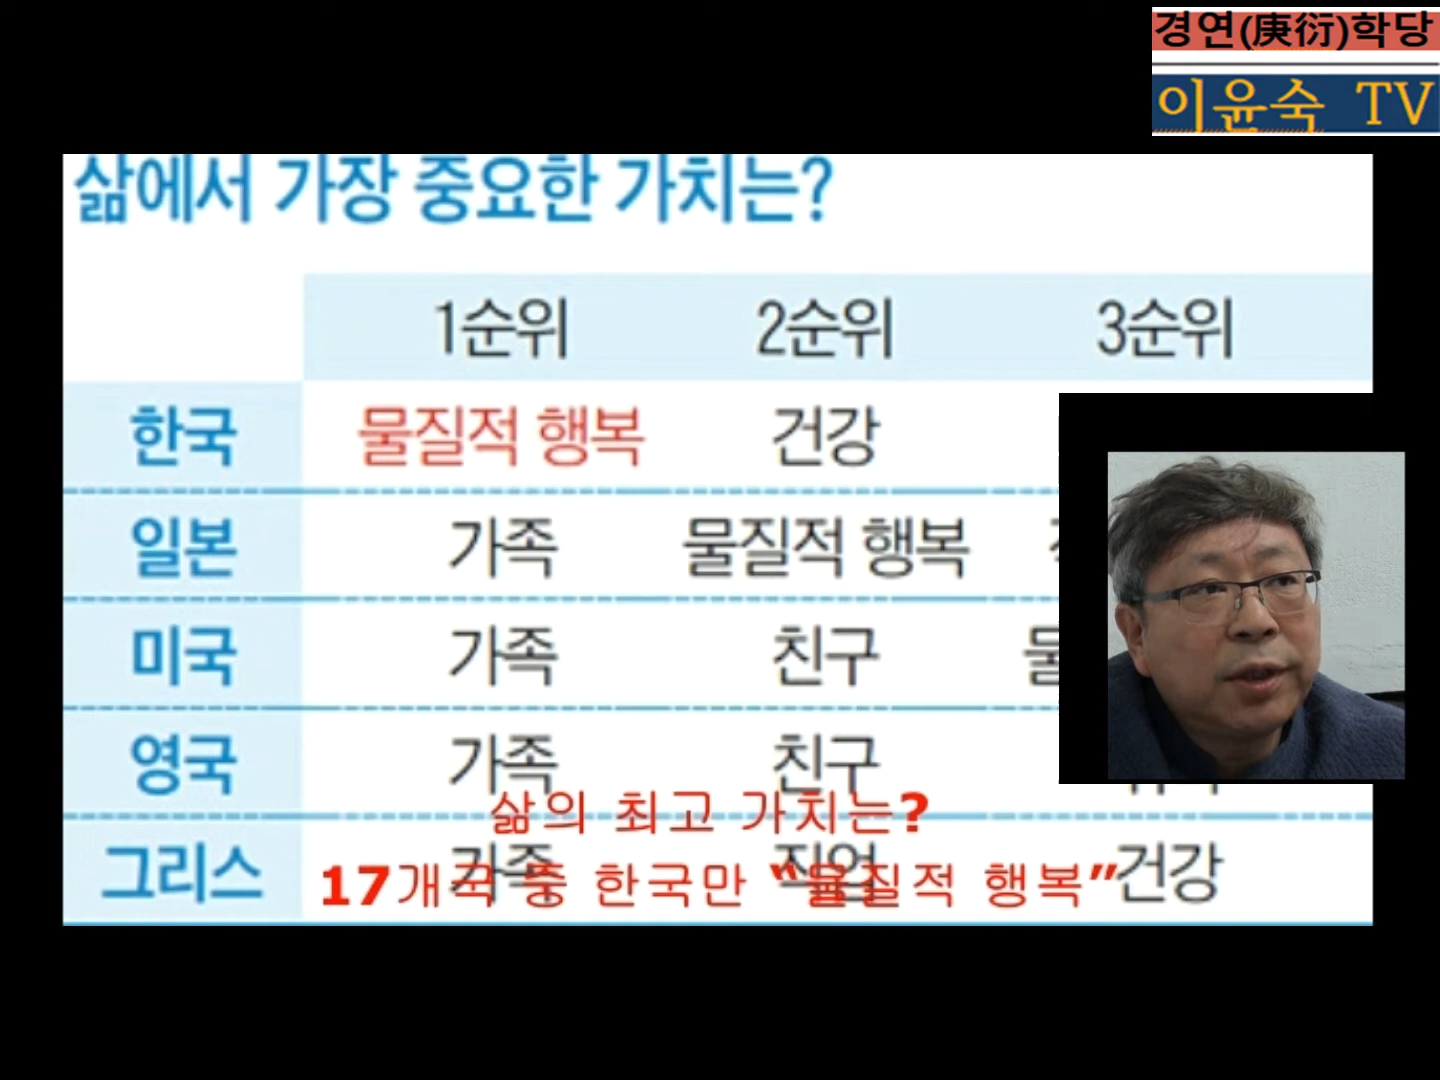 경연(庚衍)학당
이윤숙 TV
삶에서 가장 중요한 가치는?
1순위 2순위 3순위
한국 물질적 행복 건강
일본 가족 물질적 행복
미국 가족 친구
영국 가족 친구
삶의 최고 가치는?
그리스 가족 직업 건강
17개국 중 한국만 “물질적 행복”